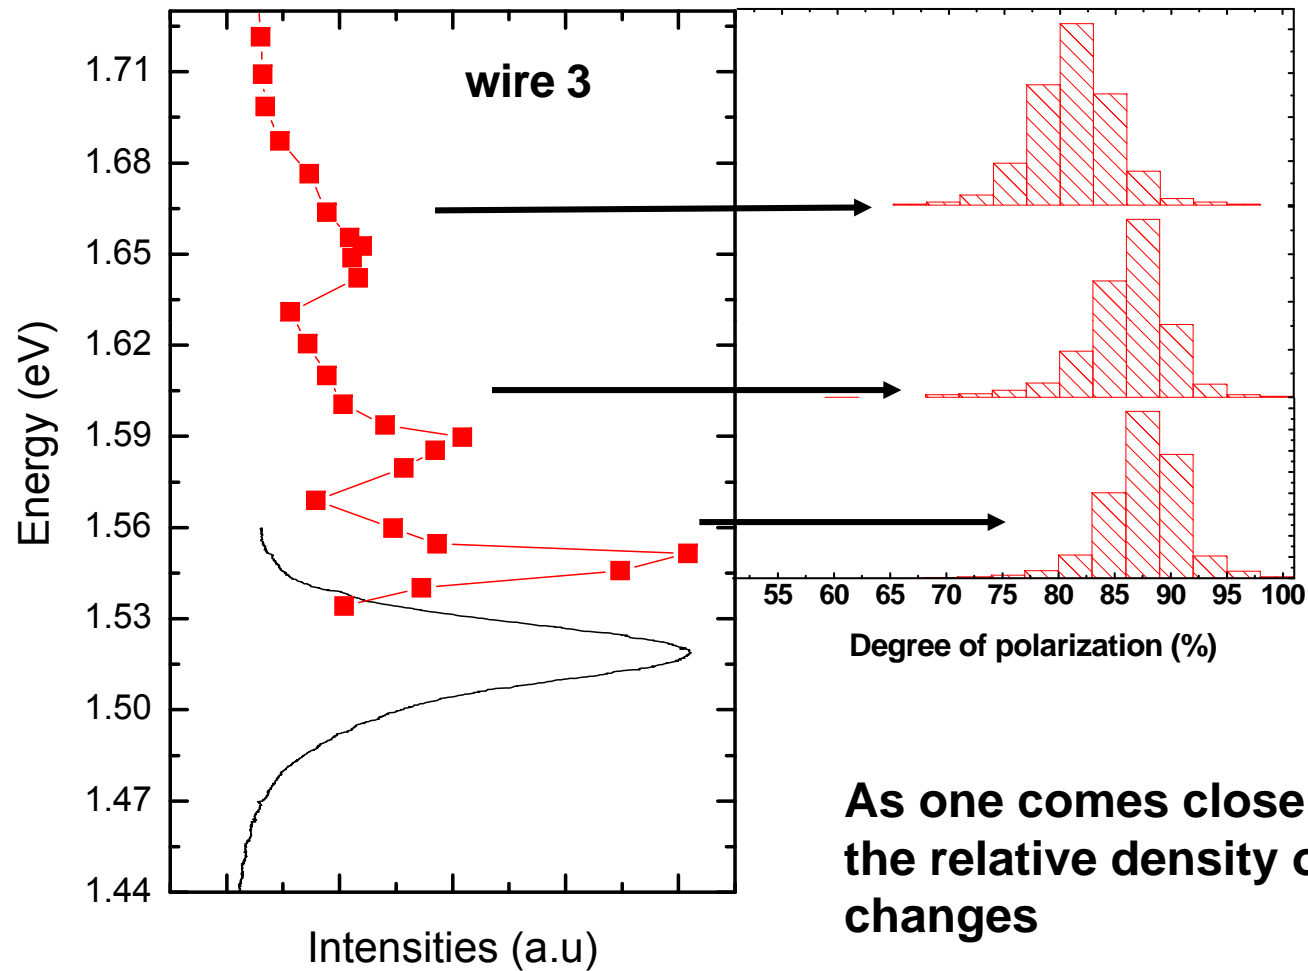 wire 3
1.71
1.68
1.65
1.62
1.59
1.56
1.53
1.50
1.47
1.44
Energy (eV)
Intensities (a.u)
55 60 65 70 75 80 85 90 95 100
Degree of polarization (%)
As one comes close
the relative density
changes